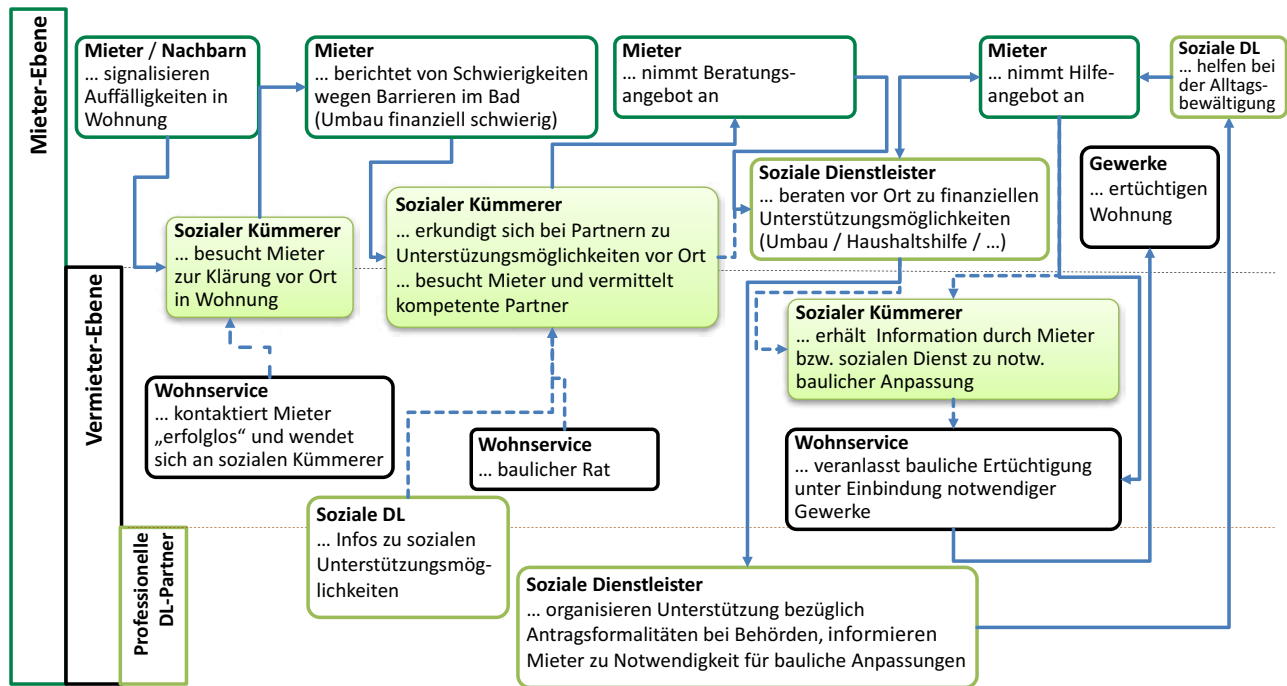 Mieter-Ebene
Vermieter-Ebene
Professionelle
DL-Partner
Mieter / Nachbarn
... signalisieren
Auffälligkeiten in
Wohnung
Mieter
... berichtet von Schwierigkeiten
wegen Barrieren im Bad
(Umbau finanziell schwierig)
Mieter
... nimmt Beratungs-
angebot an
Mieter
... nimmt Hilfe-
angebot an
Soziale DL
... helfen bei
der Alltags-
bewältigung
Sozialer Kümmerer
... besucht Mieter
zur Klärung vor Ort
in Wohnung
Sozialer Kümmerer
... erkundigt sich bei Partnern zu
Unterstüzungsmöglichkeiten vor Ort
... besucht Mieter und vermittelt
kompetente Partner
Soziale Dienstleister
... beraten vor Ort zu finanziellen
Unterstützungsmöglichkeiten
(Umbau / Haushaltshilfe / ...)
Gewerke
... ertüchtigen
Wohnung
Sozialer Kümmerer
... erhält Information durch Mieter
bzw. sozialen Dienst zu notw.
baulicher Anpassung
Wohnservice
... kontaktiert Mieter
„erfolglos“ und wendet
sich an sozialen Kümmerer
Wohnservice
... baulicher Rat
Wohnservice
... veranlasst bauliche Ertüchtigung
unter Einbindung notwendiger
Gewerke
Soziale DL
... Infos zu sozialen
Unterstützungsmög-
lichkeiten
Soziale Dienstleister
... organisieren Unterstützung bezüglich
Antragsformalitäten bei Behörden, informieren
Mieter zu Notwendigkeit für bauliche Anpassungen